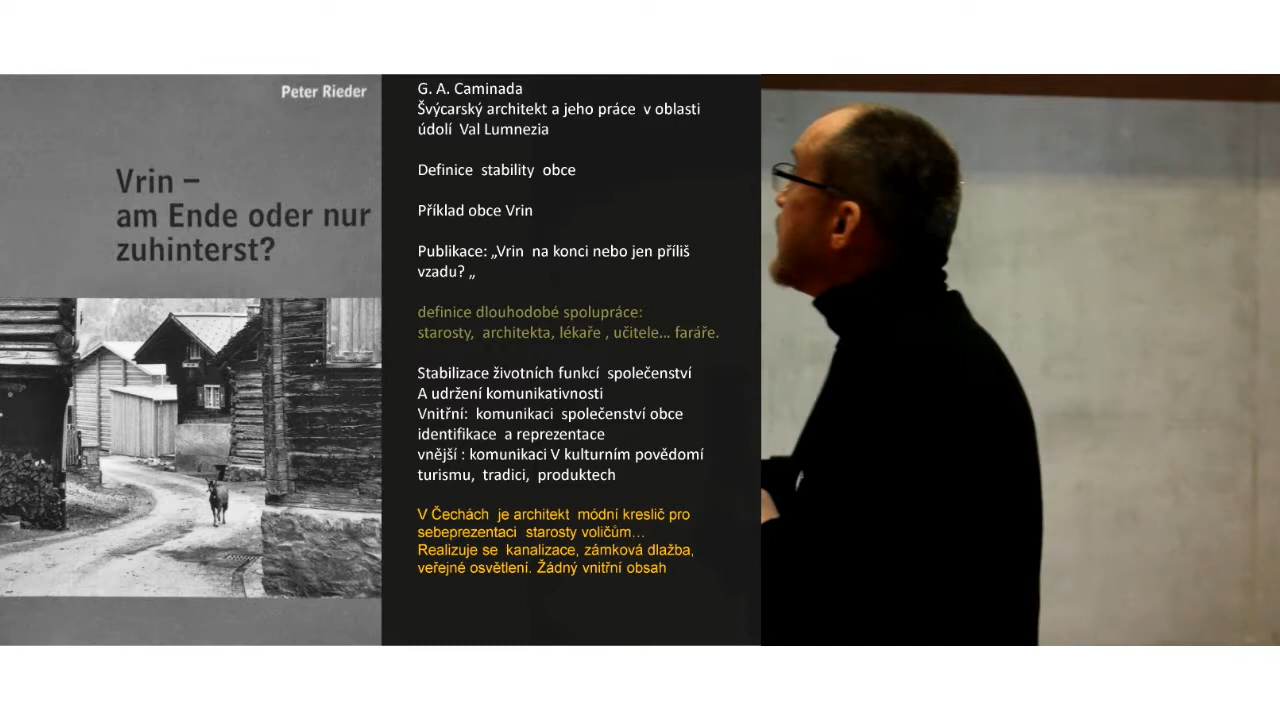 Peter Rieder
Vrin –
am Ende oder nur
zuhinterst?
G. A. Caminada
Švýcarský architekt a jeho práce v oblasti
údolí Val Lumnezia
Definice stability obce
Příklad obce Vrin
Publikace: „Vrin na konci nebo jen příliš
vzadu? „
definice dlouhodobé spolupráce:
starosty, architekta, lékaře , učitele... faráře.
Stabilizace životních funkcí společenství
A udržení komunikativnosti
Vnitřní: komunikaci společenství obce
identifikace a reprezentace
vnější : komunikaci V kulturním povědomí
turismu, tradici, produktech
V Čechách je architekt módní kreslič pro
sebeprezentaci starosty voličům...
Realizuje se kanalizace, zámková dlažba,
veřejné osvětlení. Žádný vnitřní obsah